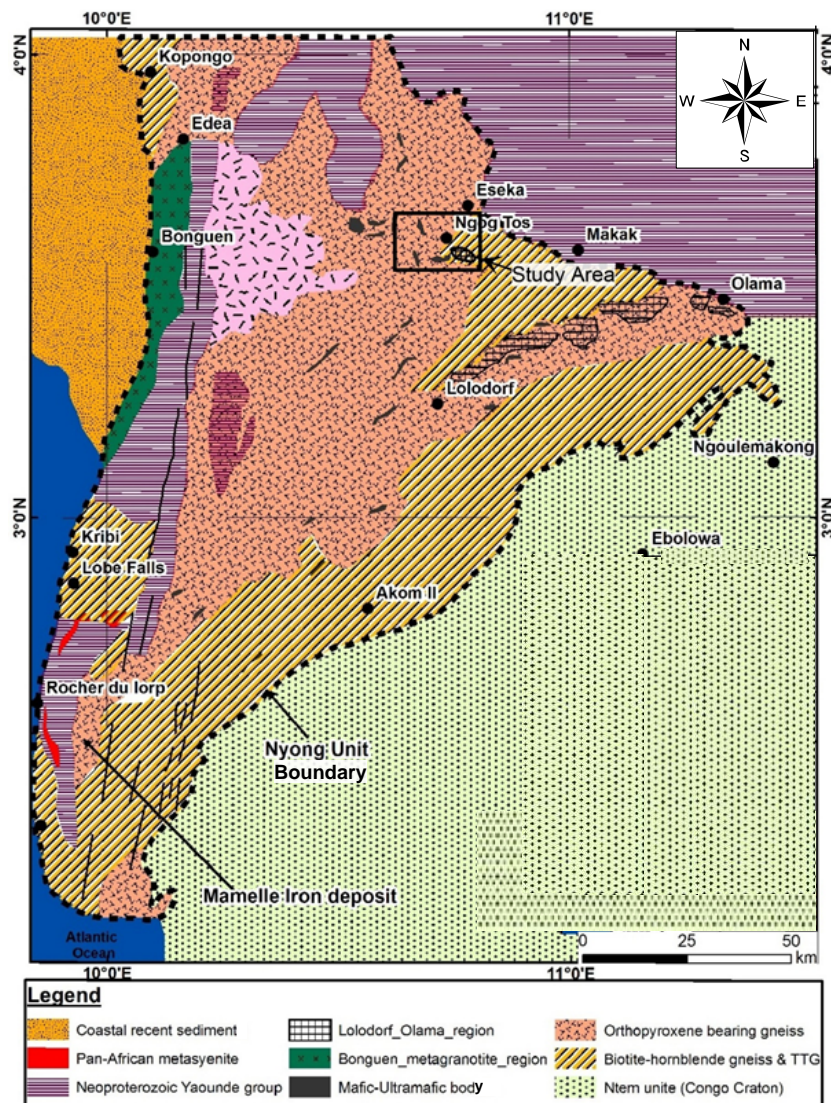 10°0'E
11°0'E
4°0'N
4°0'N
N
W
E
S
Kopongo
Edea
Eseka
Bonguen
Ngog Tos
Makak
Study Area
Olama
Lolodorf
Ngoulemakong
3°0'N
3°0'N
Kribi
Ebolowa
Lobe Falls
Akom II
Rocher du lorp
Nyong Unit
Boundary
Mamelle Iron deposit
Atlantic
Ocean
0
25
50
km
10°0'E
11°0'E
Legend
Coastal recent sediment
Lolodorf_Olama_region
Orthopyroxene bearing gneiss
Pan-African metasyenite
Bonguen_metagranotite_region
Biotite-hornblende gneiss & TTG
Neoproterozoic Yaounde group
Mafic-Ultramafic body
Ntem unite (Congo Craton)